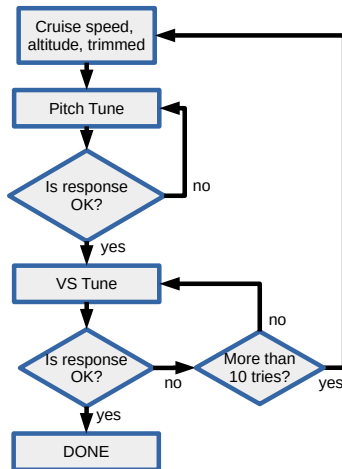 Cruise speed,
altitude, trimmed
Pitch Tune
Is response
OK?
no
yes
VS Tune
no
Is response
OK?
no
More than
10 tries?
yes
yes
DONE